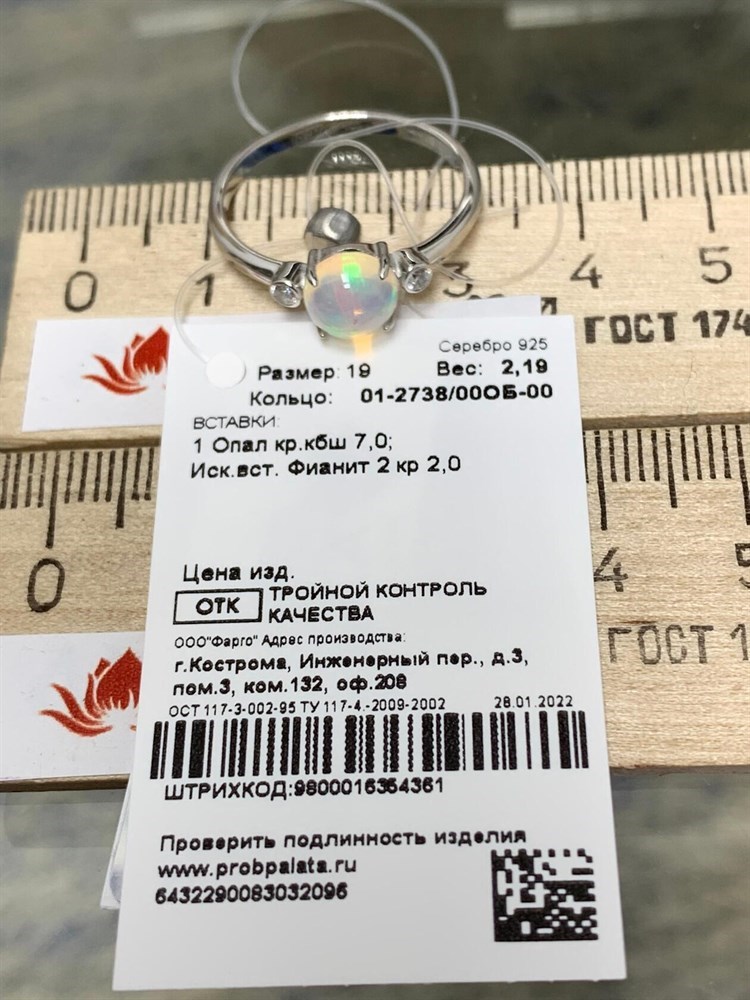 0 1 3 4 5
ГОСТ 174
Серебро 925
Размер: 19 Вес: 2,19
Кольцо: 01-2738/00ОБ-00
ВСТАВКИ:
1 Опал кр.кбш 7,0;
Иск.вст. Фианит 2 кр 2,0
0 4 5
ГОСТ 1
Цена изд.
ОТК ТРОЙНОЙ КОНТРОЛЬ
КАЧЕСТВА
ООО"Фарго" Адрес производства:
г.Кострома, Инженерный пер., д.3,
пом.3, ком.132, оф.208
ОСТ 117-3-002-95 ТУ 117-4.-2009-2002 28.01.2022
ШТРИХКОД:9800016354361
Проверить подлинность изделия
www.probpalata.ru
6432290083032096